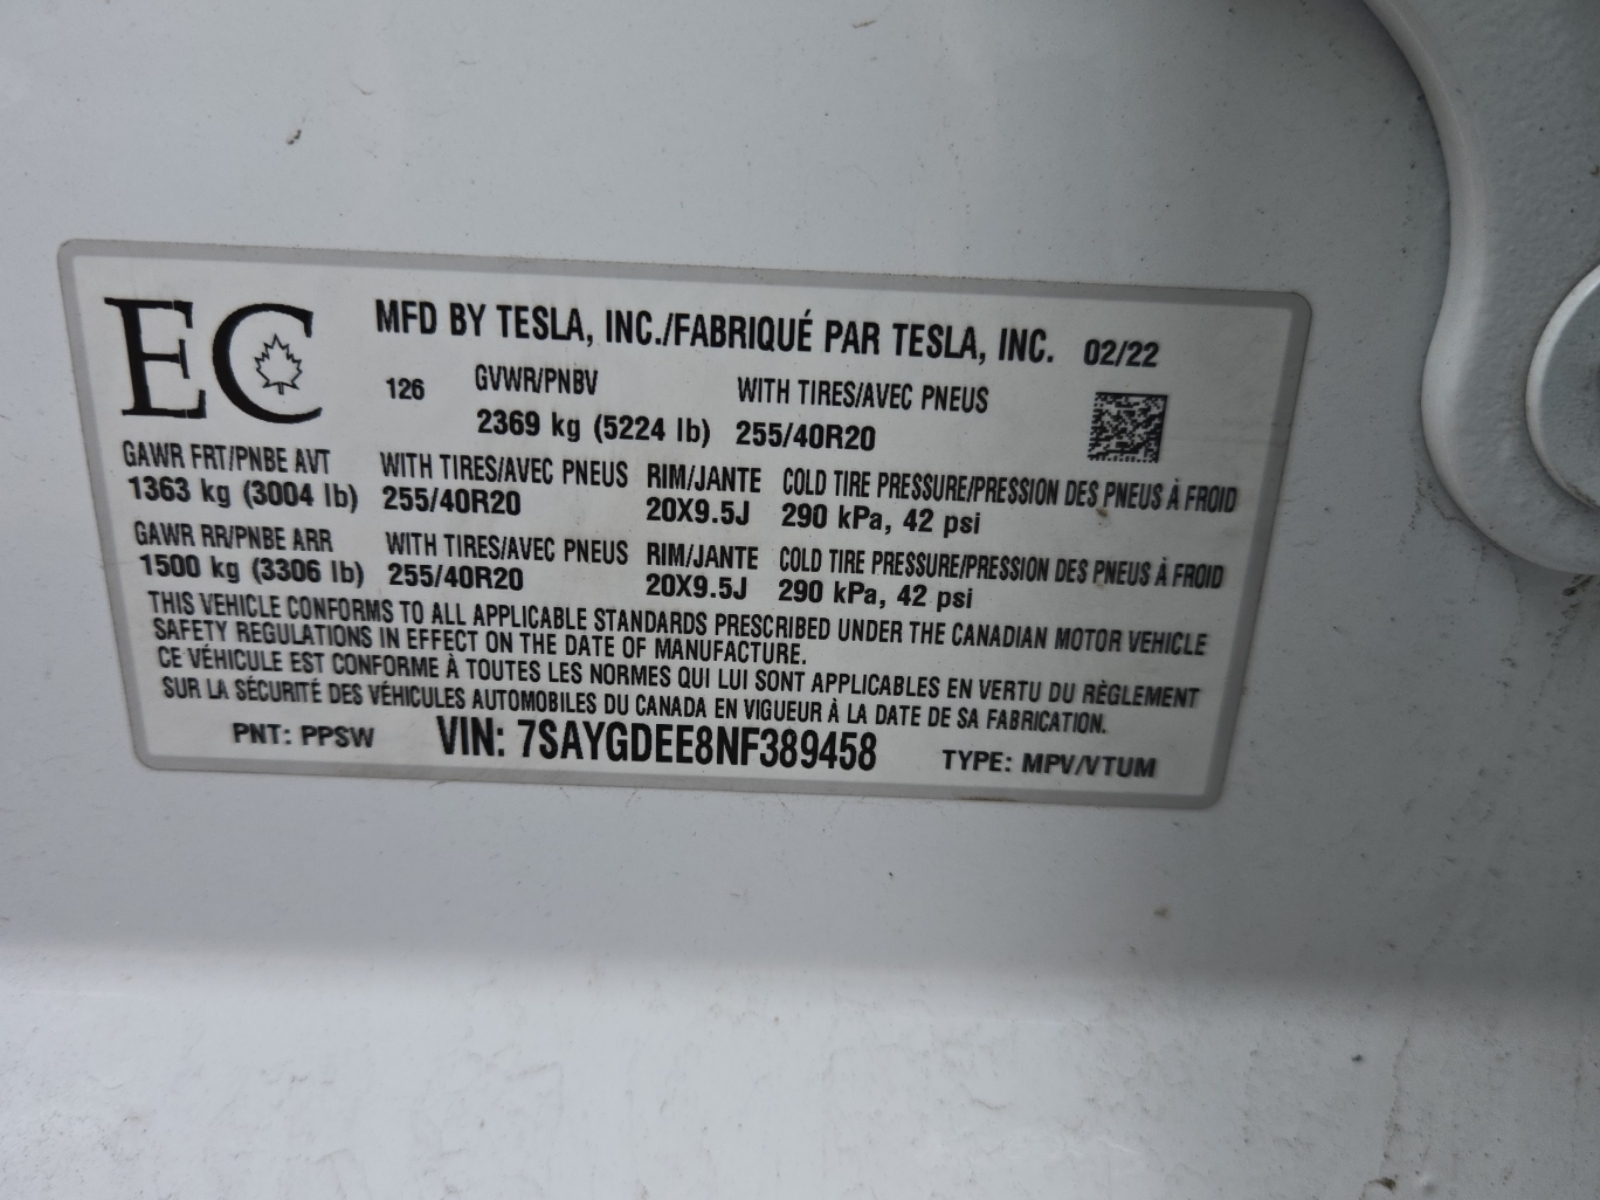 EC MFD BY TESLA, INC./FABRIQUÉ PAR TESLA, INC. 02/22
126 GVWR/PNBV WITH TIRES/AVEC PNEUS
2369 kg (5224 lb) 255/40R20
GAWR FRT/PNBE AVT WITH TIRES/AVEC PNEUS RIM/JANTE COLD TIRE PRESSURE/PRESSION DES PNEUS À FROID
1363 kg (3004 lb) 255/40R20 20X9.5J 290 kPa, 42 psi
GAWR RR/PNBE ARR WITH TIRES/AVEC PNEUS RIM/JANTE COLD TIRE PRESSURE/PRESSION DES PNEUS À FROID
1500 kg (3306 lb) 255/40R20 20X9.5J 290 kPa, 42 psi
THIS VEHICLE CONFORMS TO ALL APPLICABLE STANDARDS PRESCRIBED UNDER THE CANADIAN MOTOR VEHICLE
SAFETY REGULATIONS IN EFFECT ON THE DATE OF MANUFACTURE.
CE VÉHICULE EST CONFORME À TOUTES LES NORMES QUI LUI SONT APPLICABLES EN VERTU DU RÈGLEMENT
SUR LA SÉCURITÉ DES VÉHICULES AUTOMOBILES DU CANADA EN VIGUEUR À LA DATE DE SA FABRICATION.
PNT: PPSW VIN: 7SAYGDEE8NF389458 TYPE: MPV/VTUM